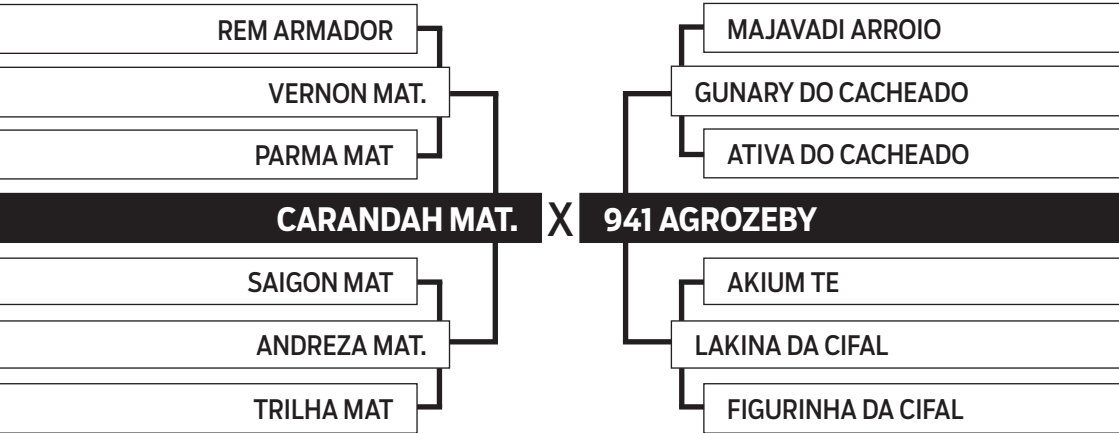 REM ARMADOR
VERNON MAT.
PARMA MAT
CARANDAH MAT. X 941 AGROZEBY
SAIGON MAT
ANDREZA MAT.
TRILHA MAT
MAJAVADI ARROIO
GUNARY DO CACHEADO
ATIVA DO CACHEADO
AKIUM TE
LAKINA DA CIFAL
FIGURINHA DA CIFAL